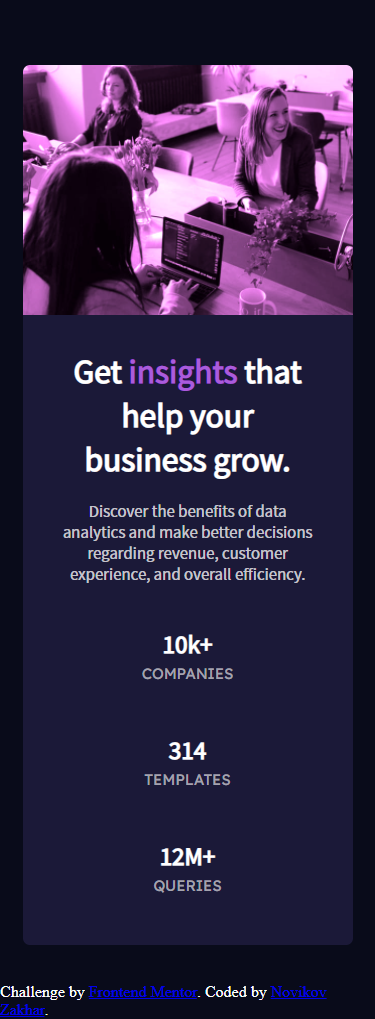 Get insights that
help your
business grow.
Discover the benefits of data
analytics and make better decisions
regarding revenue, customer
experience, and overall efficiency.
10k+
COMPANIES
314
TEMPLATES
12M+
QUERIES
Challenge by Frontend Mentor. Coded by Novikov
Zakhar.